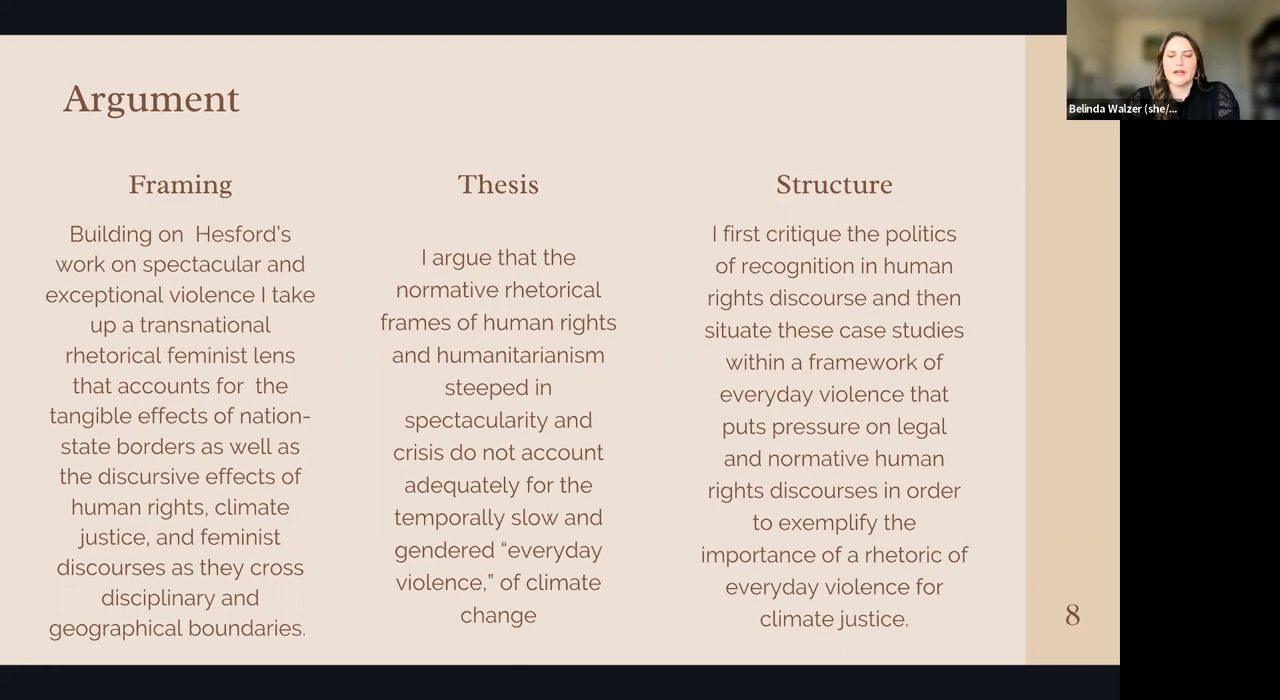 Argument
Framing
Building on Hesford's
work on spectacular and
exceptional violence I take
up a transnational
rhetorical feminist lens
that accounts for the
tangible effects of nation-
state borders as well as
the discursive effects of
human rights, climate
justice, and feminist
discourses as they cross
disciplinary and
geographical boundaries.
Thesis
I argue that the
normative rhetorical
frames of human rights
and humanitarianism
steeped in
spectacularity and
crisis do not account
adequately for the
temporally slow and
gendered “everyday
violence,” of climate
change
Structure
I first critique the politics
of recognition in human
rights discourse and then
situate these case studies
within a framework of
everyday violence that
puts pressure on legal
and normative human
rights discourses in order
to exemplify the
importance of a rhetoric of
everyday violence for
climate justice.
8
Belinda Walzer (she/...